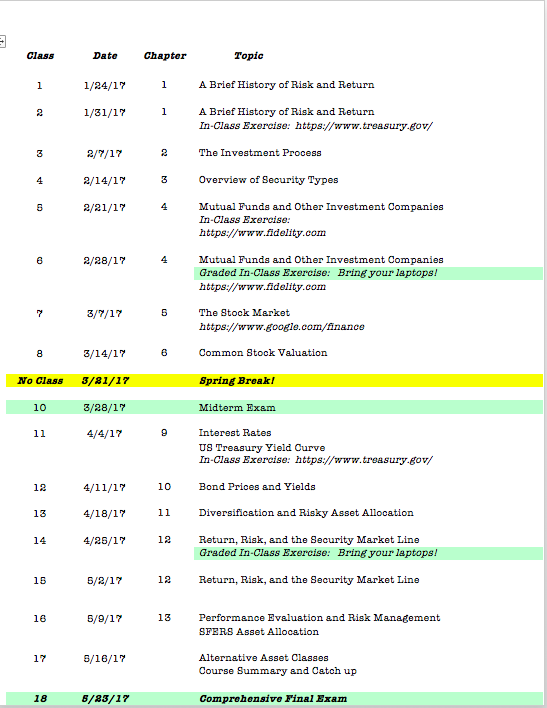 Class Date Chapter Topic
1 1/24/17 1 A Brief History of Risk and Return
2 1/31/17 1 A Brief History of Risk and Return
In-Class Exercise: https://www.treasury.gov/
3 2/7/17 2 The Investment Process
4 2/14/17 3 Overview of Security Types
5 2/21/17 4 Mutual Funds and Other Investment Companies
In-Class Exercise:
https://www.fidelity.com
6 2/28/17 4 Mutual Funds and Other Investment Companies
Graded In-Class Exercise: Bring your laptops!
https://www.fidelity.com
7 3/7/17 5 The Stock Market
https://www.google.com/finance
8 3/14/17 6 Common Stock Valuation
No Class 3/21/17 Spring Break!
10 3/28/17 Midterm Exam
11 4/4/17 9 Interest Rates
US Treasury Yield Curve
In-Class Exercise: https://www.treasury.gov/
12 4/11/17 10 Bond Prices and Yields
13 4/18/17 11 Diversification and Risky Asset Allocation
14 4/25/17 12 Return, Risk, and the Security Market Line
Graded In-Class Exercise: Bring your laptops!
15 5/2/17 12 Return, Risk, and the Security Market Line
16 5/9/17 13 Performance Evaluation and Risk Management
SFERS Asset Allocation
17 5/16/17 Alternative Asset Classes
Course Summary and Catch up
18 5/23/17 Comprehensive Final Exam